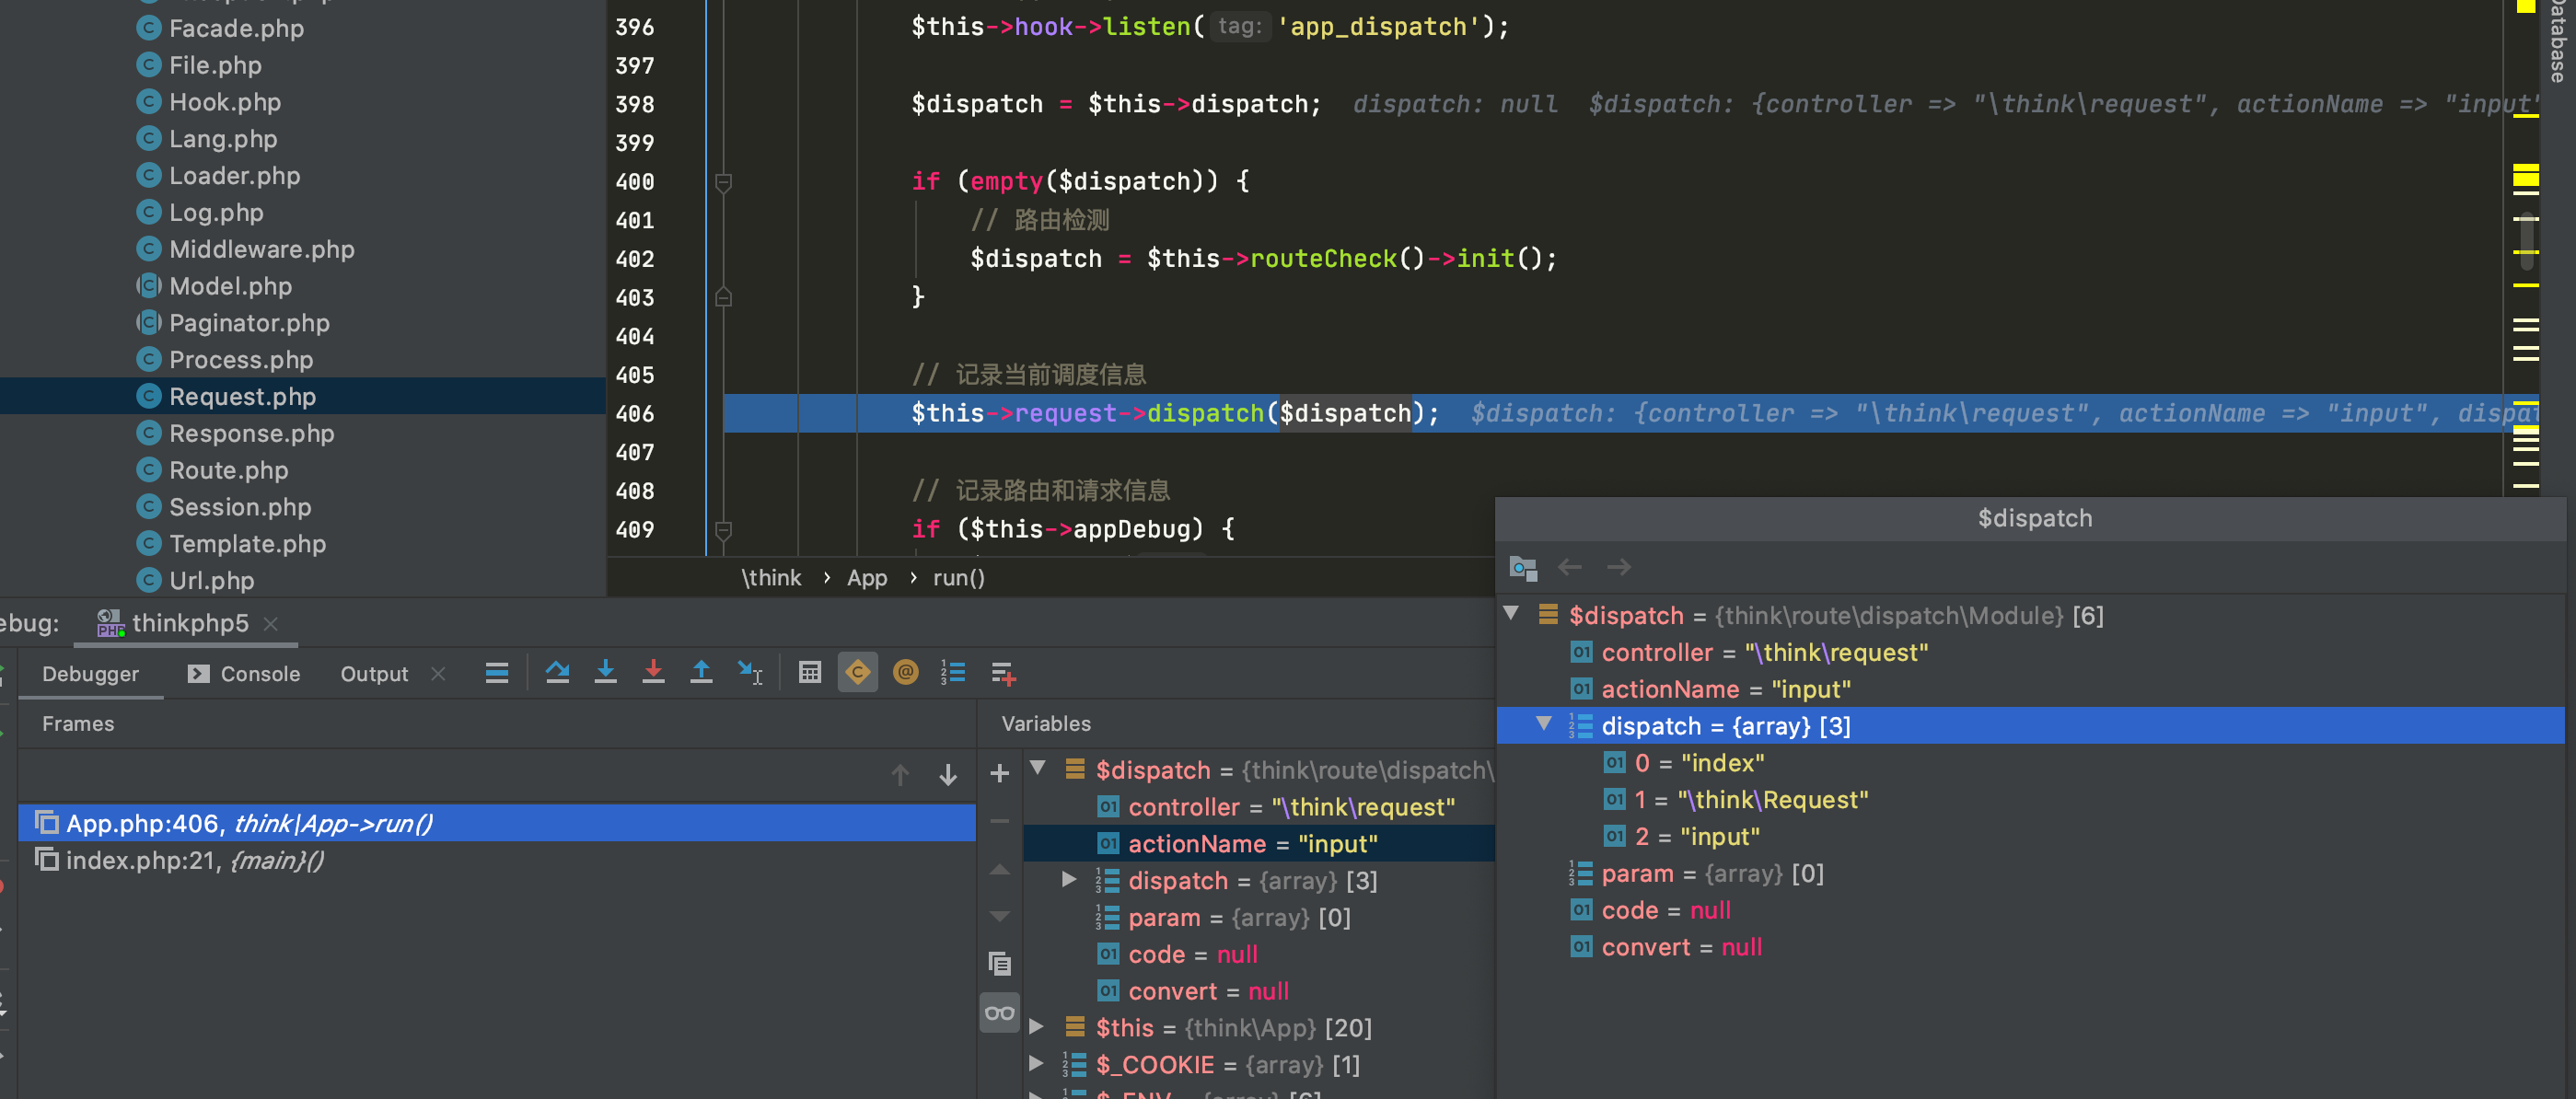 Facade.php
File.php
Hook.php
Lang.php
Loader.php
Log.php
Middleware.php
Model.php
Paginator.php
Process.php
Request.php
Response.php
Route.php
Session.php
Template.php
Url.php
396 $this->hook->listen( tag: 'app_dispatch');
397
398 $dispatch = $this->dispatch; dispatch: null $dispatch: {controller => "\think\request", actionName => "input"
399
400 if (empty($dispatch)) {
401 // 路由检测
402 $dispatch = $this->routeCheck()->init();
403 }
404
405 // 记录当前调度信息
406 $this->request->dispatch($dispatch); $dispatch: {controller => "\think\request", actionName => "input", dispat
407
408 // 记录路由和请求信息
409 if ($this->appDebug) {
\think › App › run()
Database
ebug: thinkphp5
Debugger Console Output
Frames
App.php:406, think|App->run()
index.php:21, {main}()
Variables
$dispatch = {think\route\dispatch\
controller = "\think\request"
actionName = "input"
dispatch = {array} [3]
param = {array} [0]
code = null
convert = null
$this = {think\App} [20]
$_COOKIE = {array} [1]
$_ENV = {array} [6]
$dispatch
$dispatch = {think\route\dispatch\Module} [6]
controller = "\think\request"
actionName = "input"
dispatch = {array} [3]
0 = "index"
1 = "\think\Request"
2 = "input"
param = {array} [0]
code = null
convert = null